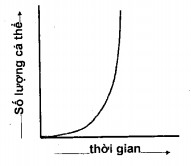 Số lượng cá thể
thời gian